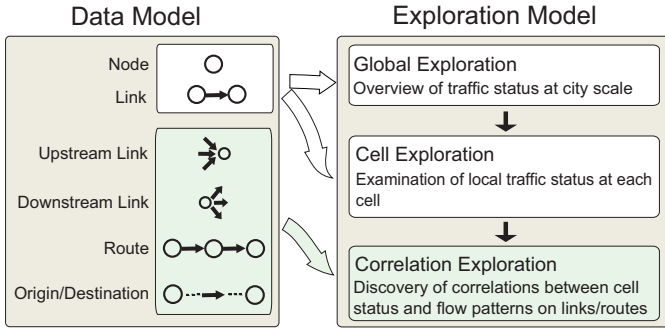 Data Model
Node
Link
Upstream Link
Downstream Link
Route
Origin/Destination
Exploration Model
Global Exploration
Overview of traffic status at city scale
Cell Exploration
Examination of local traffic status at each
cell
Correlation Exploration
Discovery of correlations between cell
status and flow patterns on links/routes